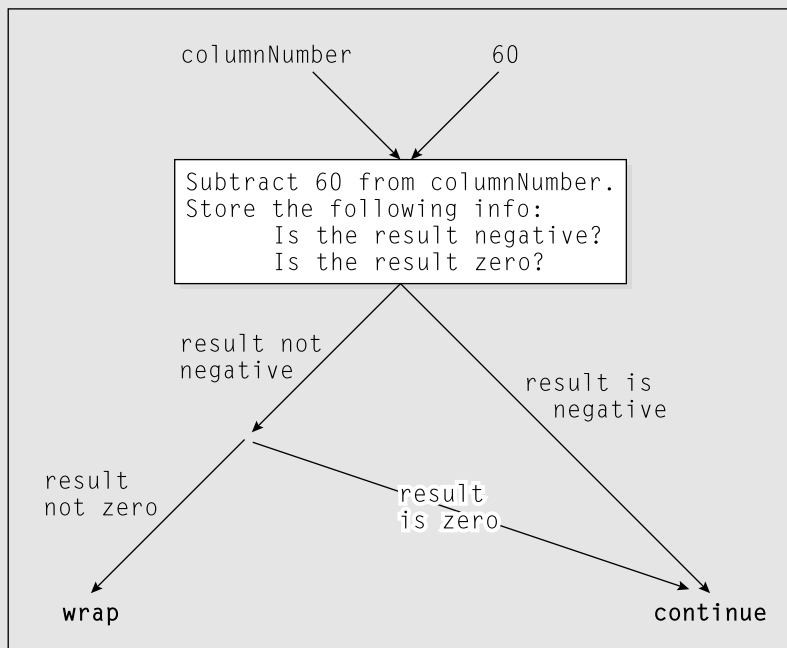 columnNumber
60
Subtract 60 from columnNumber.
Store the following info:
Is the result negative?
Is the result zero?
result not
negative
result is
negative
result
not zero
result
is zero
wrap
continue